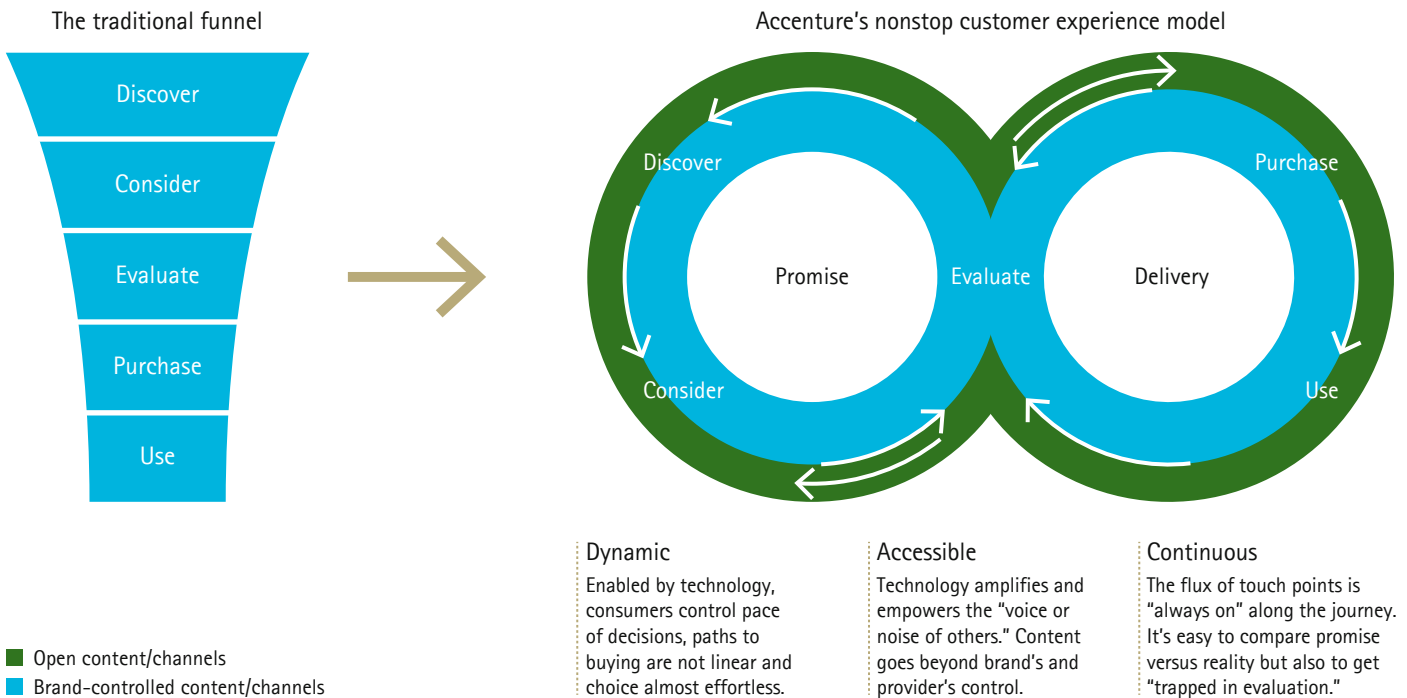 The traditional funnel
Discover
Consider
Evaluate
Purchase
Use
Accenture's nonstop customer experience model
Discover
Consider
Promise
Evaluate
Delivery
Purchase
Use
Dynamic
Enabled by technology,
consumers control pace
of decisions, paths to
buying are not linear and
choice almost effortless.
Accessible
Technology amplifies and
empowers the “voice or
noise of others.” Content
goes beyond brand's and
provider's control.
Continuous
The flux of touch points is
“always on” along the journey.
It's easy to compare promise
versus reality but also to get
“trapped in evaluation.”
Open content/channels
Brand-controlled content/channels